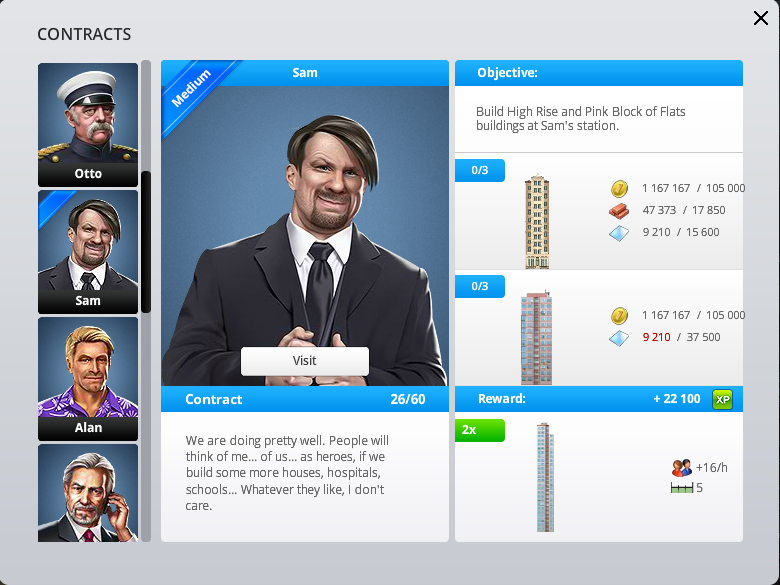 CONTRACTS
Otto
Sam
Alan
Medium
Sam
Visit
Contract 26/60
We are doing pretty well. People will
think of me... of us... as heroes, if we
build some more houses, hospitals,
schools... Whatever they like, I don't
care.
Objective:
Build High Rise and Pink Block of Flats
buildings at Sam's station.
0/3
1 167 167 / 105 000
47 373 / 17 850
9 210 / 15 600
0/3
1 167 167 / 105 000
9 210 / 37 500
Reward: + 22 100 XP
2x
+16/h
5